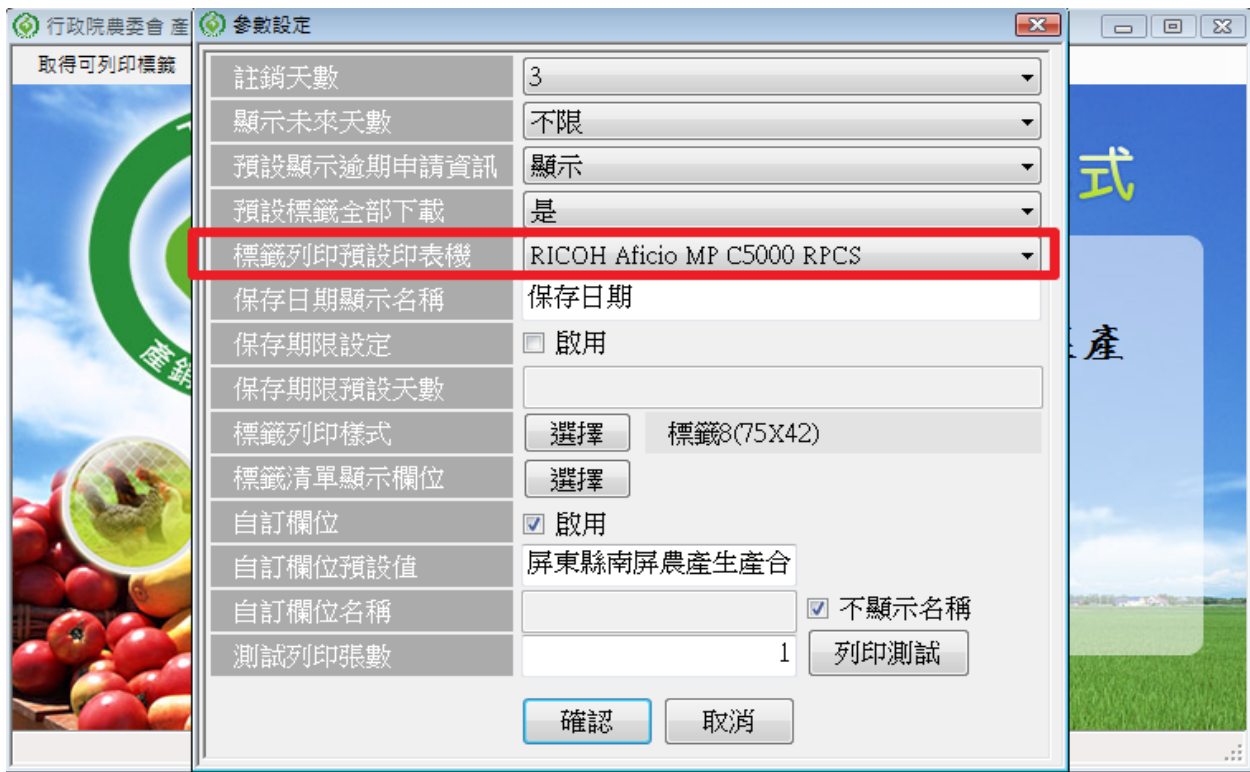 行政院農委會 產
參數設定
取得可列印標籤
註銷天數
3
顯示未來天數
不限
預設顯示逾期申請資訊
顯示
預設標籤全部下載
是
式
標籤列印預設印表機
RICOH Aficio MP C5000 RPCS
保存日期顯示名稱
保存日期
保存期限設定
啟用
產
產銷
保存期限預設天數
標籤列印樣式
選擇
標籤8(75X42)
標籤清單顯示欄位
選擇
自訂欄位
啟用
自訂欄位預設值
屏東縣南屏農產生產合
自訂欄位名稱
不顯示名稱
測試列印張數
1
列印測試
確認
取消